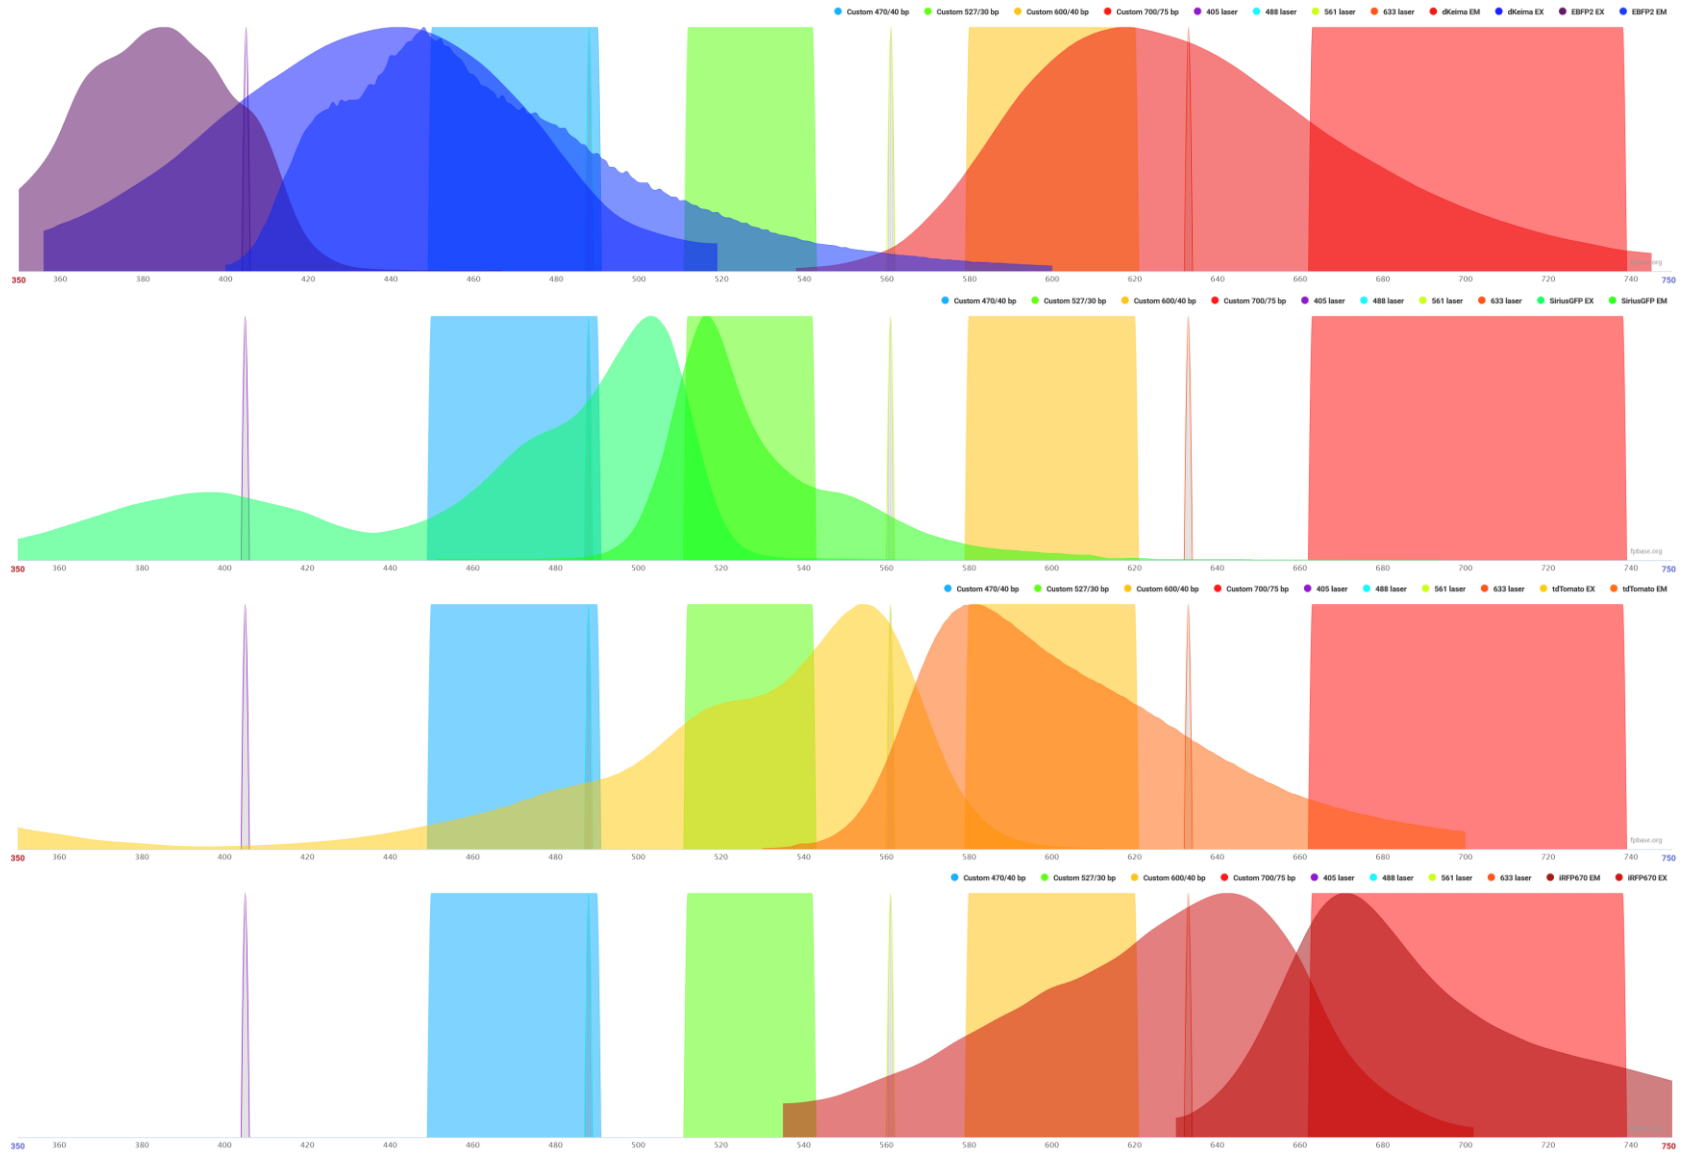 Custom 470/40 bp Custom 527/30 bp Custom 600/40 bp Custom 700/75 bp 405 laser 488 laser 561 laser 633 laser dKeima EM dKeima EX EBFP2 EX EBFP2 EM
350 360 380 400 420 440 460 480 500 520 540 560 580 600 620 640 660 680 700 720 740 750
Custom 470/40 bp Custom 527/30 bp Custom 600/40 bp Custom 700/75 bp 405 laser 488 laser 561 laser 633 laser SiriusGFP EX SiriusGFP EM
fpbase.org
350 360 380 400 420 440 460 480 500 520 540 560 580 600 620 640 660 680 700 720 740 750
Custom 470/40 bp Custom 527/30 bp Custom 600/40 bp Custom 700/75 bp 405 laser 488 laser 561 laser 633 laser tdTomato EX tdTomato EM
fpbase.org
350 360 380 400 420 440 460 480 500 520 540 560 580 600 620 640 660 680 700 720 740 750
Custom 470/40 bp Custom 527/30 bp Custom 600/40 bp Custom 700/75 bp 405 laser 488 laser 561 laser 633 laser iRFP670 EM iRFP670 EX
350 360 380 400 420 440 460 480 500 520 540 560 580 600 620 640 660 680 700 720 740 750